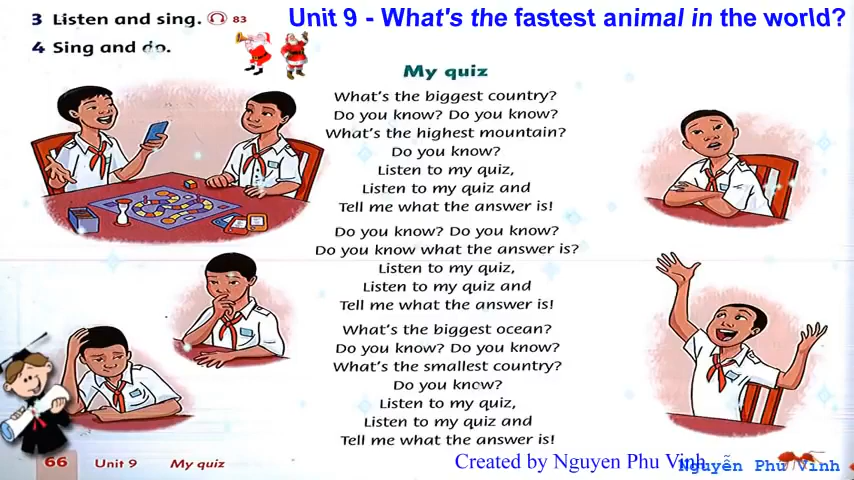 3 Listen and sing. 83
Unit 9 - What's the fastest animal in the world?
4 Sing and do.
My quiz
What's the biggest country?
Do you know? Do you know?
What's the highest mountain?
Do you know?
Listen to my quiz,
Listen to my quiz and
Tell me what the answer is!
Do you know? Do you know?
Do you know what the answer is?
Listen to my quiz,
Listen to my quiz and
Tell me what the answer is!
What's the biggest ocean?
Do you know? Do you know?
What's the smallest country?
Do you know?
Listen to my quiz,
Listen to my quiz and
Tell me what the answer is!
66 Unit 9 My quiz
Created by Nguyen Phu Vinh
Nguyễn Phú Vinh